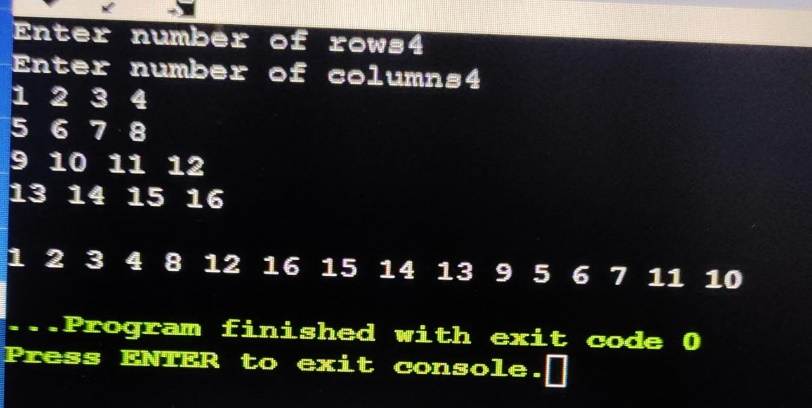 Enter number of rows4
Enter number of columns4
1 2 3 4
5 6 7 8
9 10 11 12
13 14 15 16
1 2 3 4 8 12 16 15 14 13 9 5 6 7 11 10
...Program finished with exit code 0
Press ENTER to exit console.